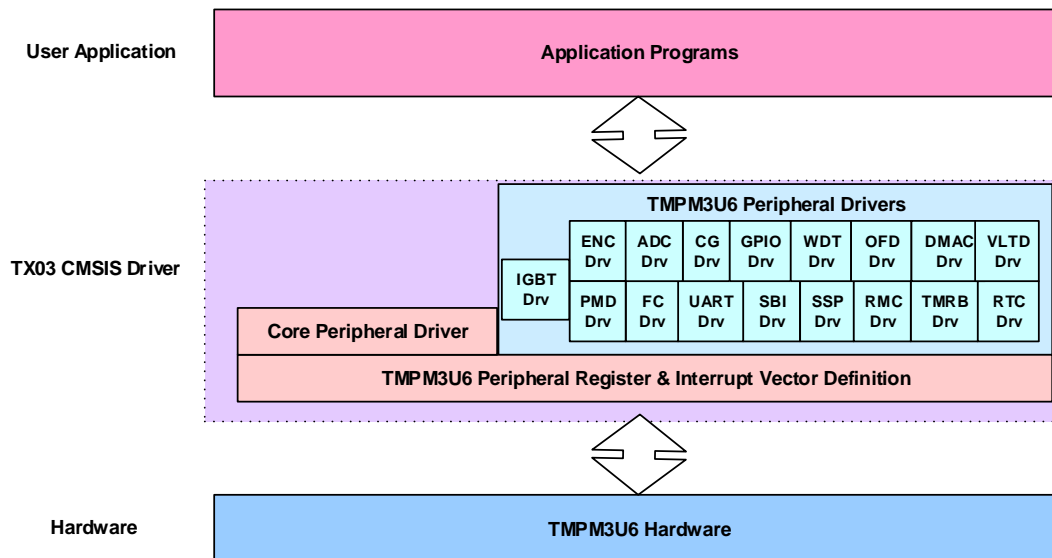 User Application
Application Programs
TX03 CMSIS Driver
TMPM3U6 Peripheral Drivers
IGBT
Drv
ENC
Drv
ADC
Drv
CG
Drv
GPIO
Drv
WDT
Drv
OFD
Drv
DMAC
Drv
VLTD
Drv
PMD
Drv
FC
Drv
UART
Drv
SBI
Drv
SSP
Drv
RMC
Drv
TMRB
Drv
RTC
Drv
Core Peripheral Driver
TMPM3U6 Peripheral Register & Interrupt Vector Definition
Hardware
TMPM3U6 Hardware